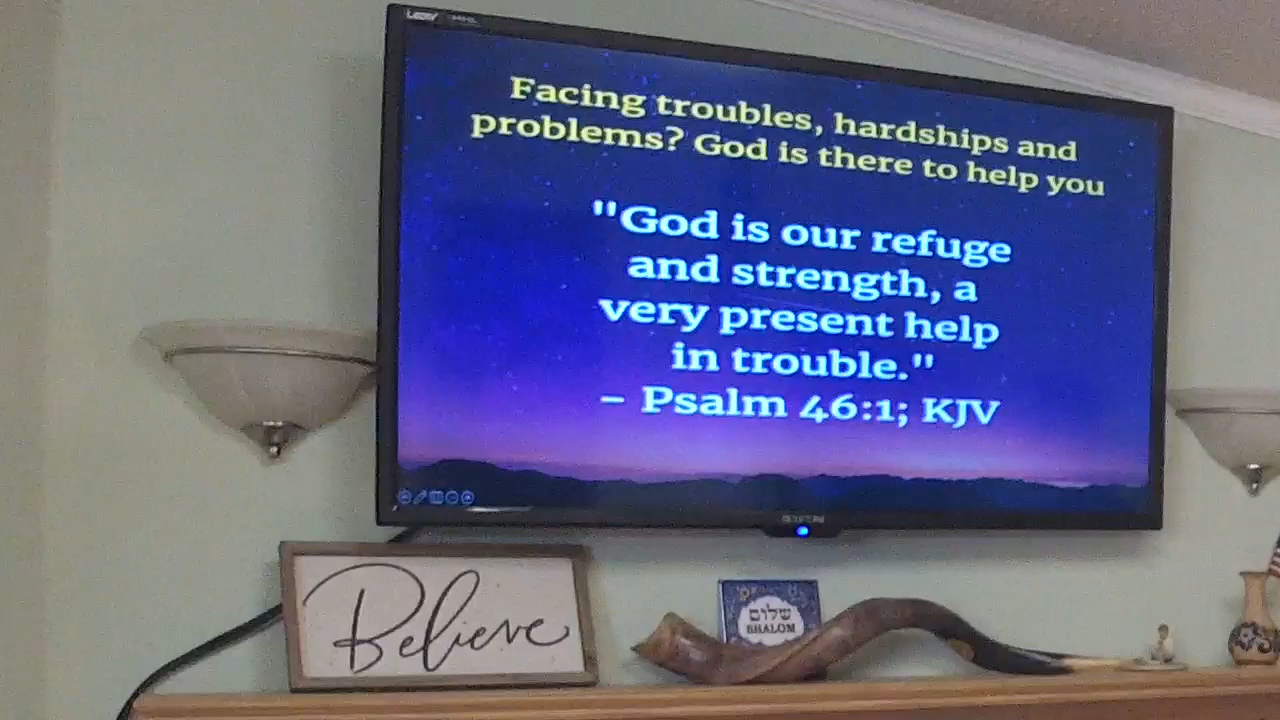 Facing troubles, hardships and
problems? God is there to help you
"God is our refuge
and strength, a
very present help
in trouble."
– Psalm 46:1; KJV
Believe
שלום
SHALOM